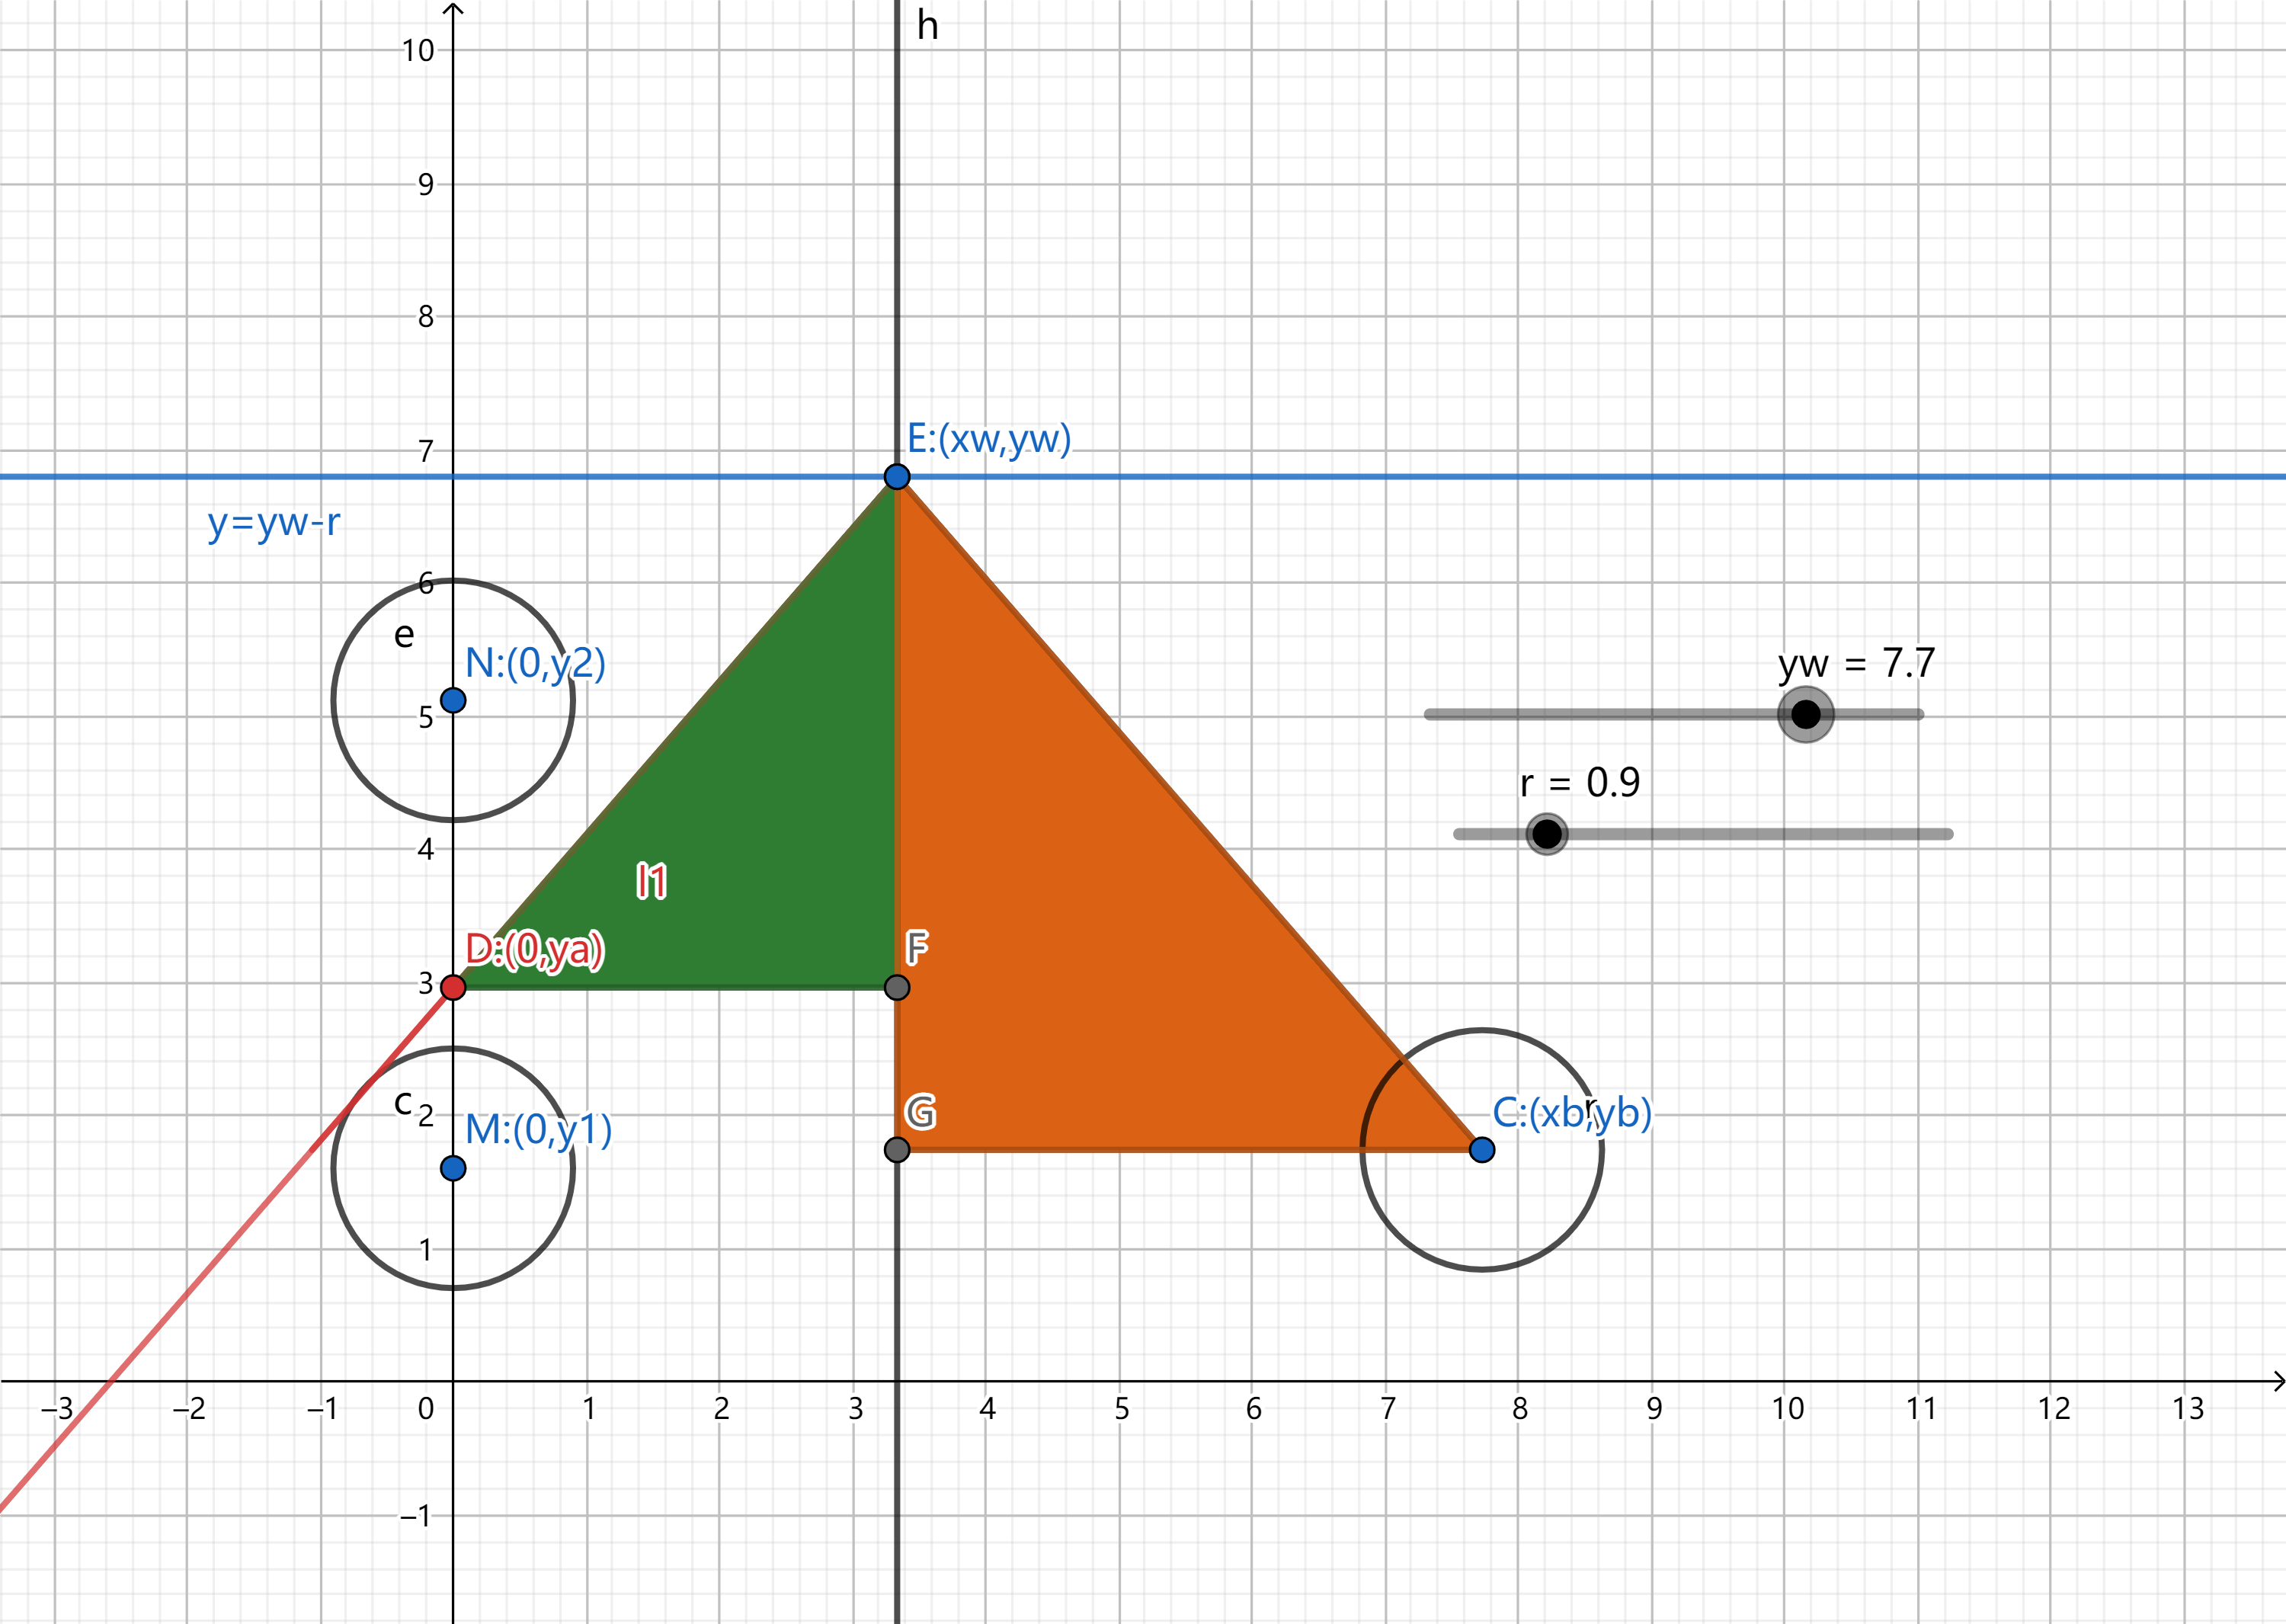 h
10
9
8
7
E:(xw,yw)
y=yw-r
6
e
N:(0,y2)
yw = 7.7
5
r = 0.9
4
l1
D:(0,ya)
F
3
c
2
M:(0,y1)
G
C:(xb,yb)
r
1
−3 −2 −1 0 1 2 3 4 5 6 7 8 9 10 11 12 13
−1